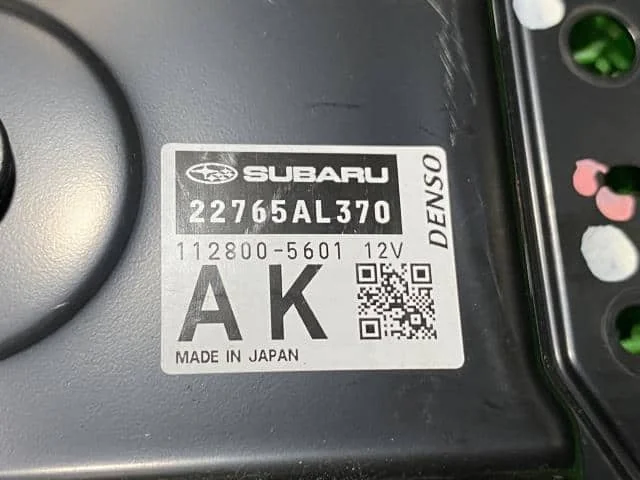 SUBARU
22765AL370
112800-5601 12V
DENSO
AK
MADE IN JAPAN